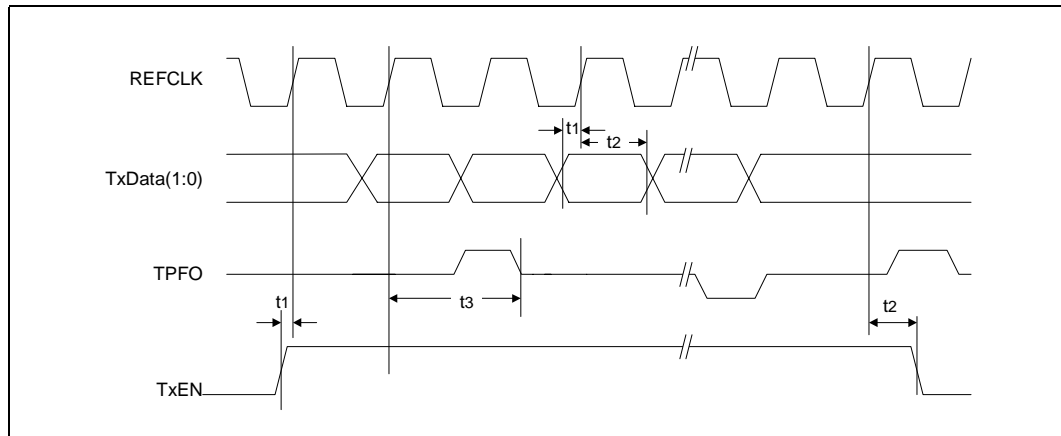 REFCLK
t1
t2
TxData(1:0)
TPFO
t1
t3
t2
TxEN